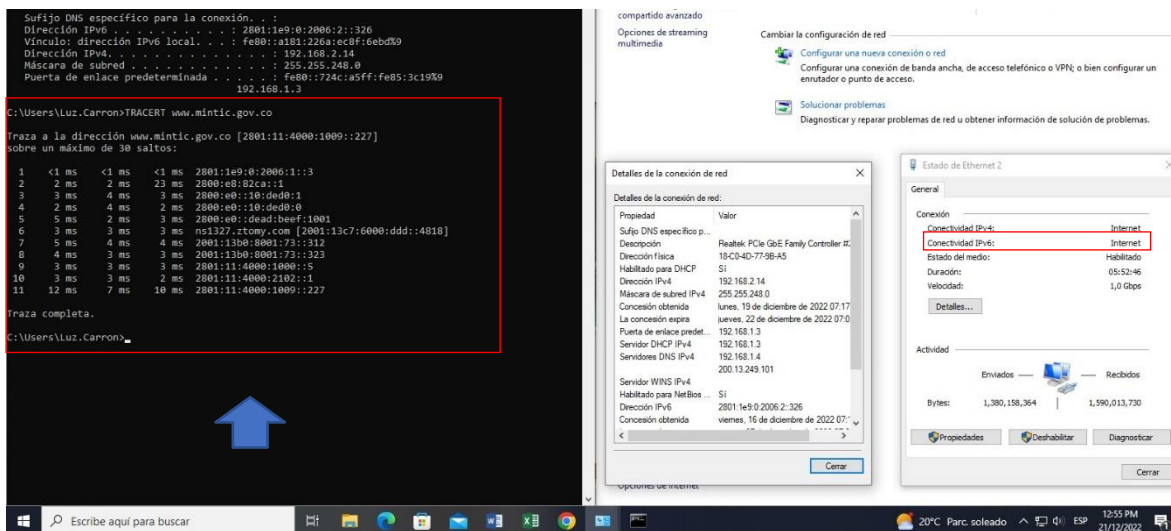 Sufijo DNS específico para la conexión. . :
Dirección IPv6 . . . . . . . . . . : 2801:1e9:0:2006:2::326
Vínculo: dirección IPv6 local. . . : fe80::a181:226a:ec8f:6ebd%9
Dirección IPv4. . . . . . . . . . . . . . : 192.168.2.14
Máscara de subred . . . . . . . . . . . . : 255.255.248.0
Puerta de enlace predeterminada . . . . . : fe80::724c:a5ff:fe85:3c19%9
192.168.1.3
C:\Users\Luz.Carron>TRACERT www.mintic.gov.co
Traza a la dirección www.mintic.gov.co [2801:11:4000:1009::227]
sobre un máximo de 30 saltos:
1 <1 ms <1 ms <1 ms 2801:1e9:0:2006:1::3
2 2 ms 2 ms 23 ms 2800:e8:82ca::1
3 3 ms 4 ms 3 ms 2800:e0::10:ded0:1
4 2 ms 4 ms 2 ms 2800:e0::10:ded0:0
5 5 ms 2 ms 3 ms 2800:e0::dead:beef:1001
6 3 ms 3 ms 3 ms ns1327.ztomy.com [2001:13c7:6000:ddd::4818]
7 5 ms 4 ms 4 ms 2001:13b0:8001:73::312
8 4 ms 3 ms 3 ms 2001:13b0:8001:73::323
9 3 ms 3 ms 3 ms 2801:11:4000:1000::5
10 3 ms 3 ms 2 ms 2801:11:4000:2102::1
11 12 ms 7 ms 10 ms 2801:11:4000:1009::227
Traza completa.
C:\Users\Luz.Carron>_
compartido avanzado
Opciones de streaming
multimedia
Cambiar la configuración de red
Configurar una nueva conexión o red
Configurar una conexión de banda ancha, de acceso telefónico o VPN; o bien configurar un
enrutador o punto de acceso.
Solucionar problemas
Diagnosticar y reparar problemas de red u obtener información de solución de problemas.
Detalles de la conexión de red
Detalles de la conexión de red:
Propiedad Valor
Sufijo DNS específico p...
Descripción Realtek PCIe GbE Family Controller #
Dirección física 18-C0-4D-77-9B-A5
Habilitado para DHCP Sí
Dirección IPv4 192.168.2.14
Máscara de subred IPv4 255.255.248.0
Concesión obtenida lunes, 19 de diciembre de 2022 07:17
La concesión expira jueves, 22 de diciembre de 2022 07:0
Puerta de enlace predet... 192.168.1.3
Servidor DHCP IPv4 192.168.1.3
Servidores DNS IPv4 192.168.1.4
200.13.249.101
Servidor WINS IPv4
Habilitado para NetBios ... Sí
Dirección IPv6 2801:1e9:0:2006:2::326
Concesión obtenida viernes, 16 de diciembre de 2022 07:
Cerrar
Opciones de Internet
Estado de Ethernet 2
General
Conexión
Conectividad IPv4: Internet
Conectividad IPv6: Internet
Estado del medio: Habilitado
Duración: 05:52:46
Velocidad: 1,0 Gbps
Detalles...
Actividad
Enviados Recibidos
Bytes: 1,380,158,364 1,590,013,730
Propiedades Deshabilitar Diagnosticar
Cerrar
Escribe aquí para buscar
20°C Parc. soleado ESP 12:55 PM
21/12/2022